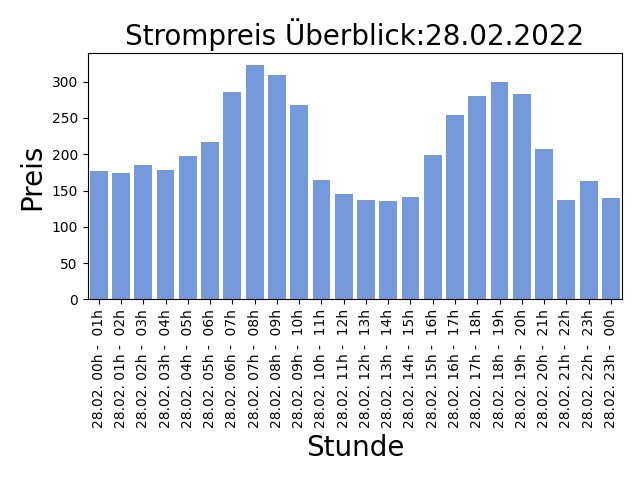 Strompreis Überblick:28.02.2022
Preis
300
250
200
150
100
50
0
28.02. 00h - 01h
28.02. 01h - 02h
28.02. 02h - 03h
28.02. 03h - 04h
28.02. 04h - 05h
28.02. 05h - 06h
28.02. 06h - 07h
28.02. 07h - 08h
28.02. 08h - 09h
28.02. 09h - 10h
28.02. 10h - 11h
28.02. 11h - 12h
28.02. 12h - 13h
28.02. 13h - 14h
28.02. 14h - 15h
28.02. 15h - 16h
28.02. 16h - 17h
28.02. 17h - 18h
28.02. 18h - 19h
28.02. 19h - 20h
28.02. 20h - 21h
28.02. 21h - 22h
28.02. 22h - 23h
28.02. 23h - 00h
Stunde